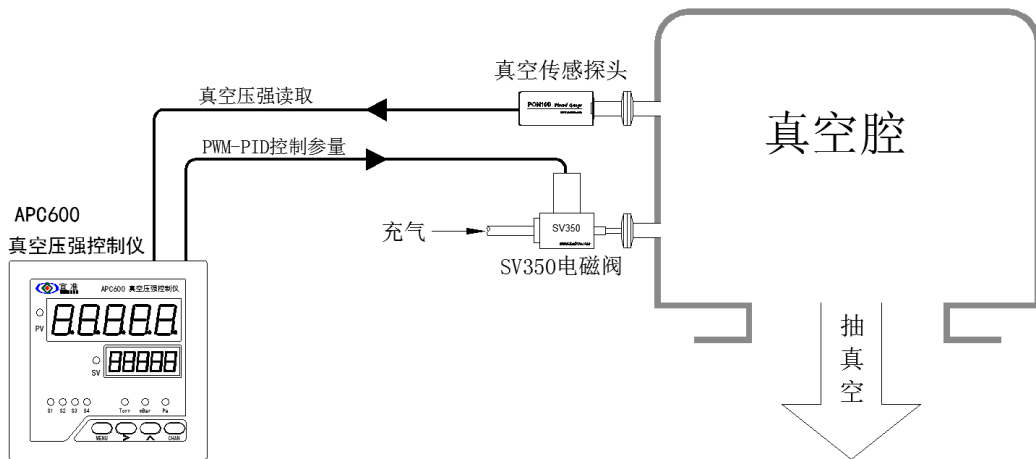 真空传感探头
真空压强读取
PWM-PID控制参量
真空腔
充气
SV350
SV350电磁阀
抽真空
APC600
真空压强控制仪
宜准
APC600 真空压强控制仪
PV
SV
S1 S2 S3 S4 Torr mBar Pa
MENU
CHAN